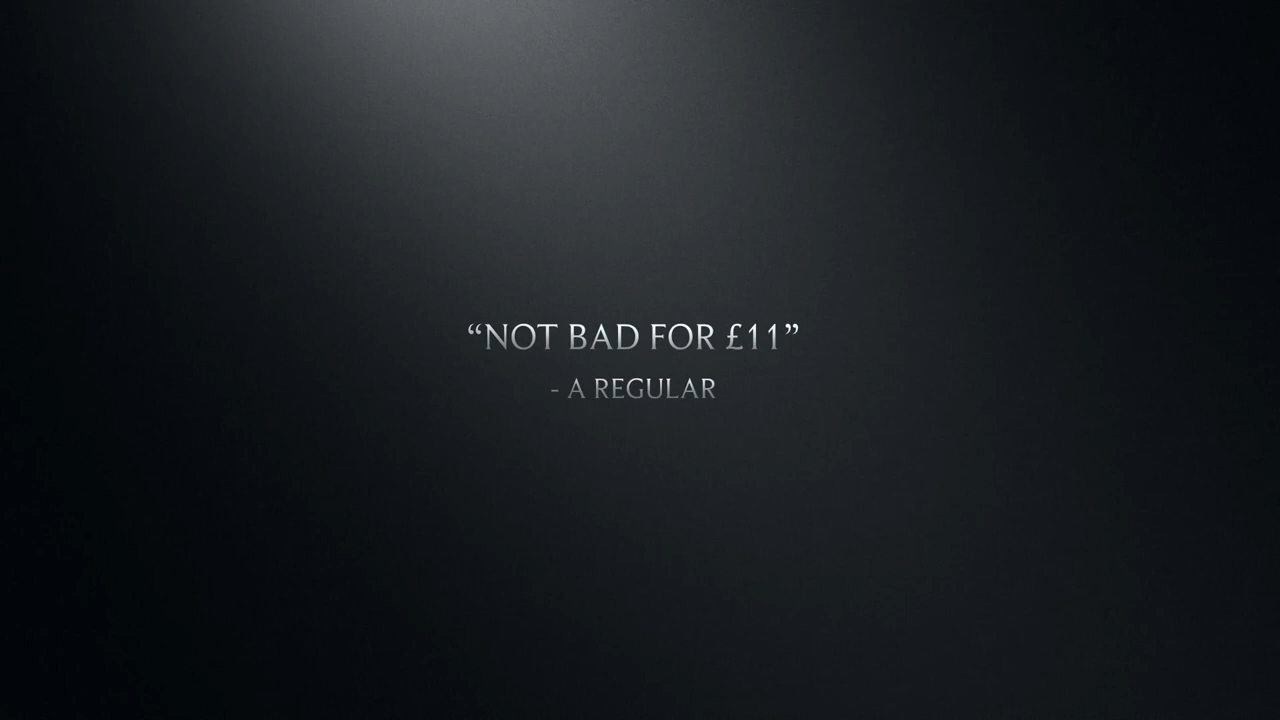 “NOT BAD FOR £11”
- A REGULAR